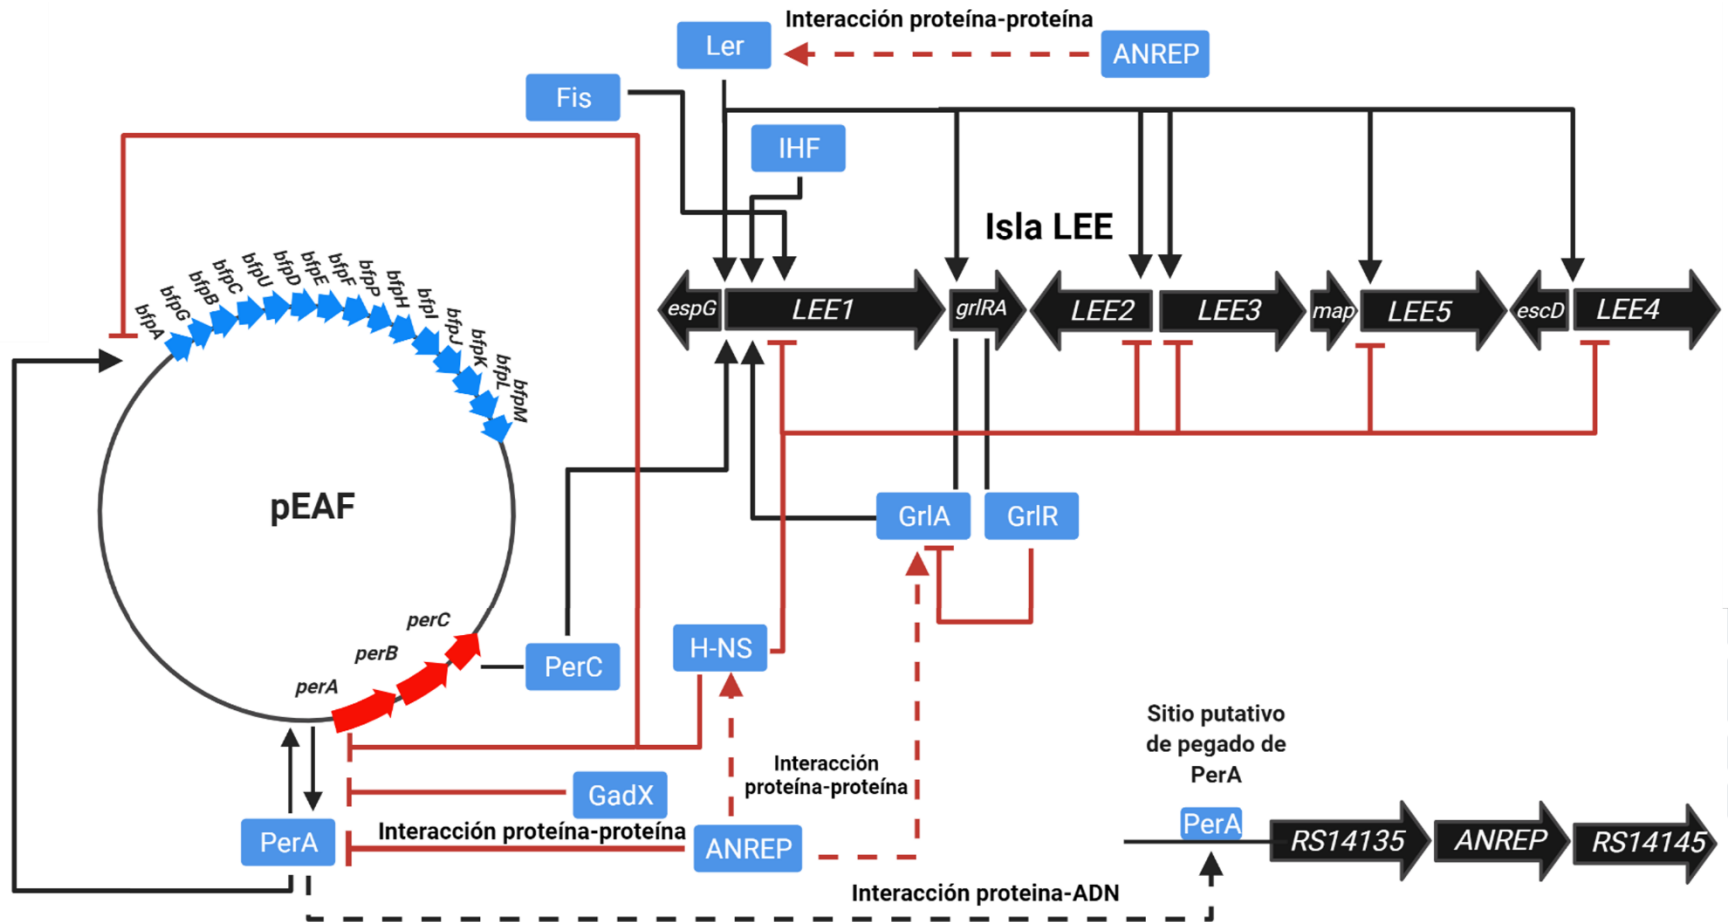 Interacción proteína-proteína
Ler
ANREP
Fis
IHF
Isla LEE
espG
LEE1
grlRA
LEE2
LEE3
map
LEE5
escD
LEE4
bfpA
bfpG
bfpB
bfpC
bfpU
bfpD
bfpE
bfpF
bfpP
bfpH
bfpI
bfpJ
bfpK
bfpL
bfpM
pEAF
GrlA
GrlR
perC
perB
perA
PerC
H-NS
Sitio putativo
de pegado de
PerA
Interacción
proteína-proteína
GadX
Interacción proteína-proteína
PerA
ANREP
PerA
RS14135
ANREP
RS14145
Interacción proteina-ADN